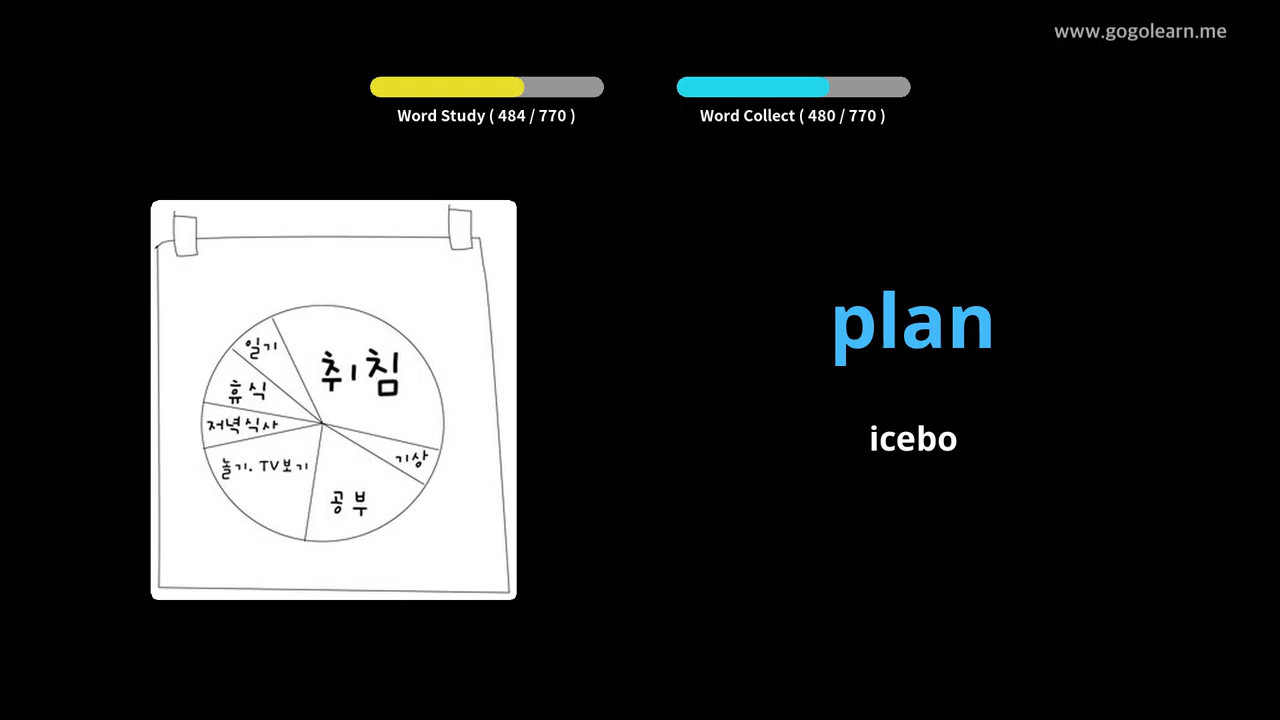 www.gogolearn.me
Word Study ( 484 / 770 )
Word Collect ( 480 / 770 )
일기
취침
휴식
저녁식사
놀기. TV보기
기상
공부
plan
icebo